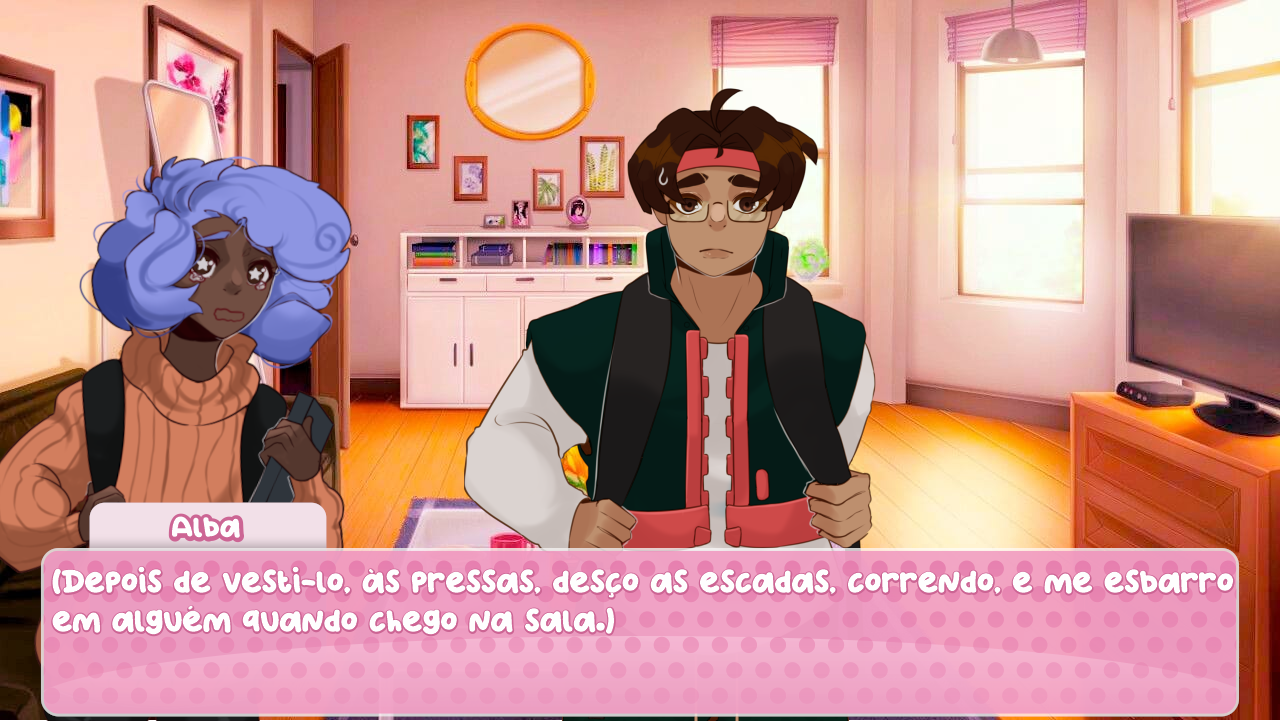 Alba
(Depois de vesti-lo, às pressas, desço as escadas, correndo, e me esbarro
em alguém quando chego na Sala.)